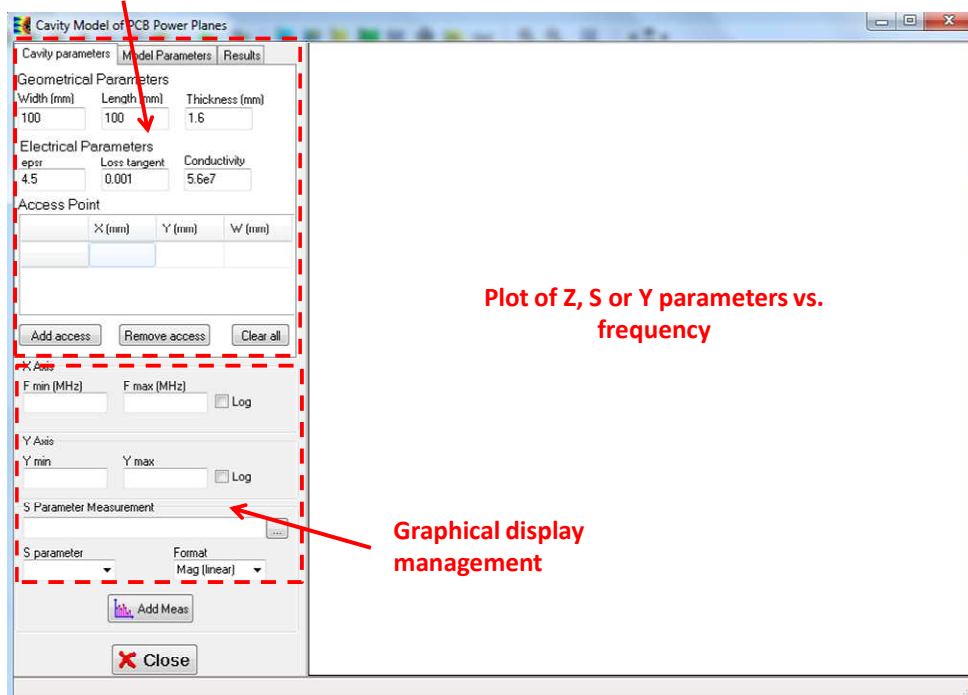 Cavity Model of PCB Power Planes
Cavity parameters Model Parameters Results
Geometrical Parameters
Width (mm) Length (mm) Thickness (mm)
100 100 1.6
Electrical Parameters
epsr Loss tangent Conductivity
4.5 0.001 5.6e7
Access Point
X (mm) Y (mm) W (mm)
Add access Remove access Clear all
X Axis
F min (MHz) F max (MHz)
Log
Y Axis
Y min Y max
Log
S Parameter Measurement
...
S parameter Format
Mag (linear)
Add Meas
Close
Plot of Z, S or Y parameters vs.
frequency
Graphical display
management